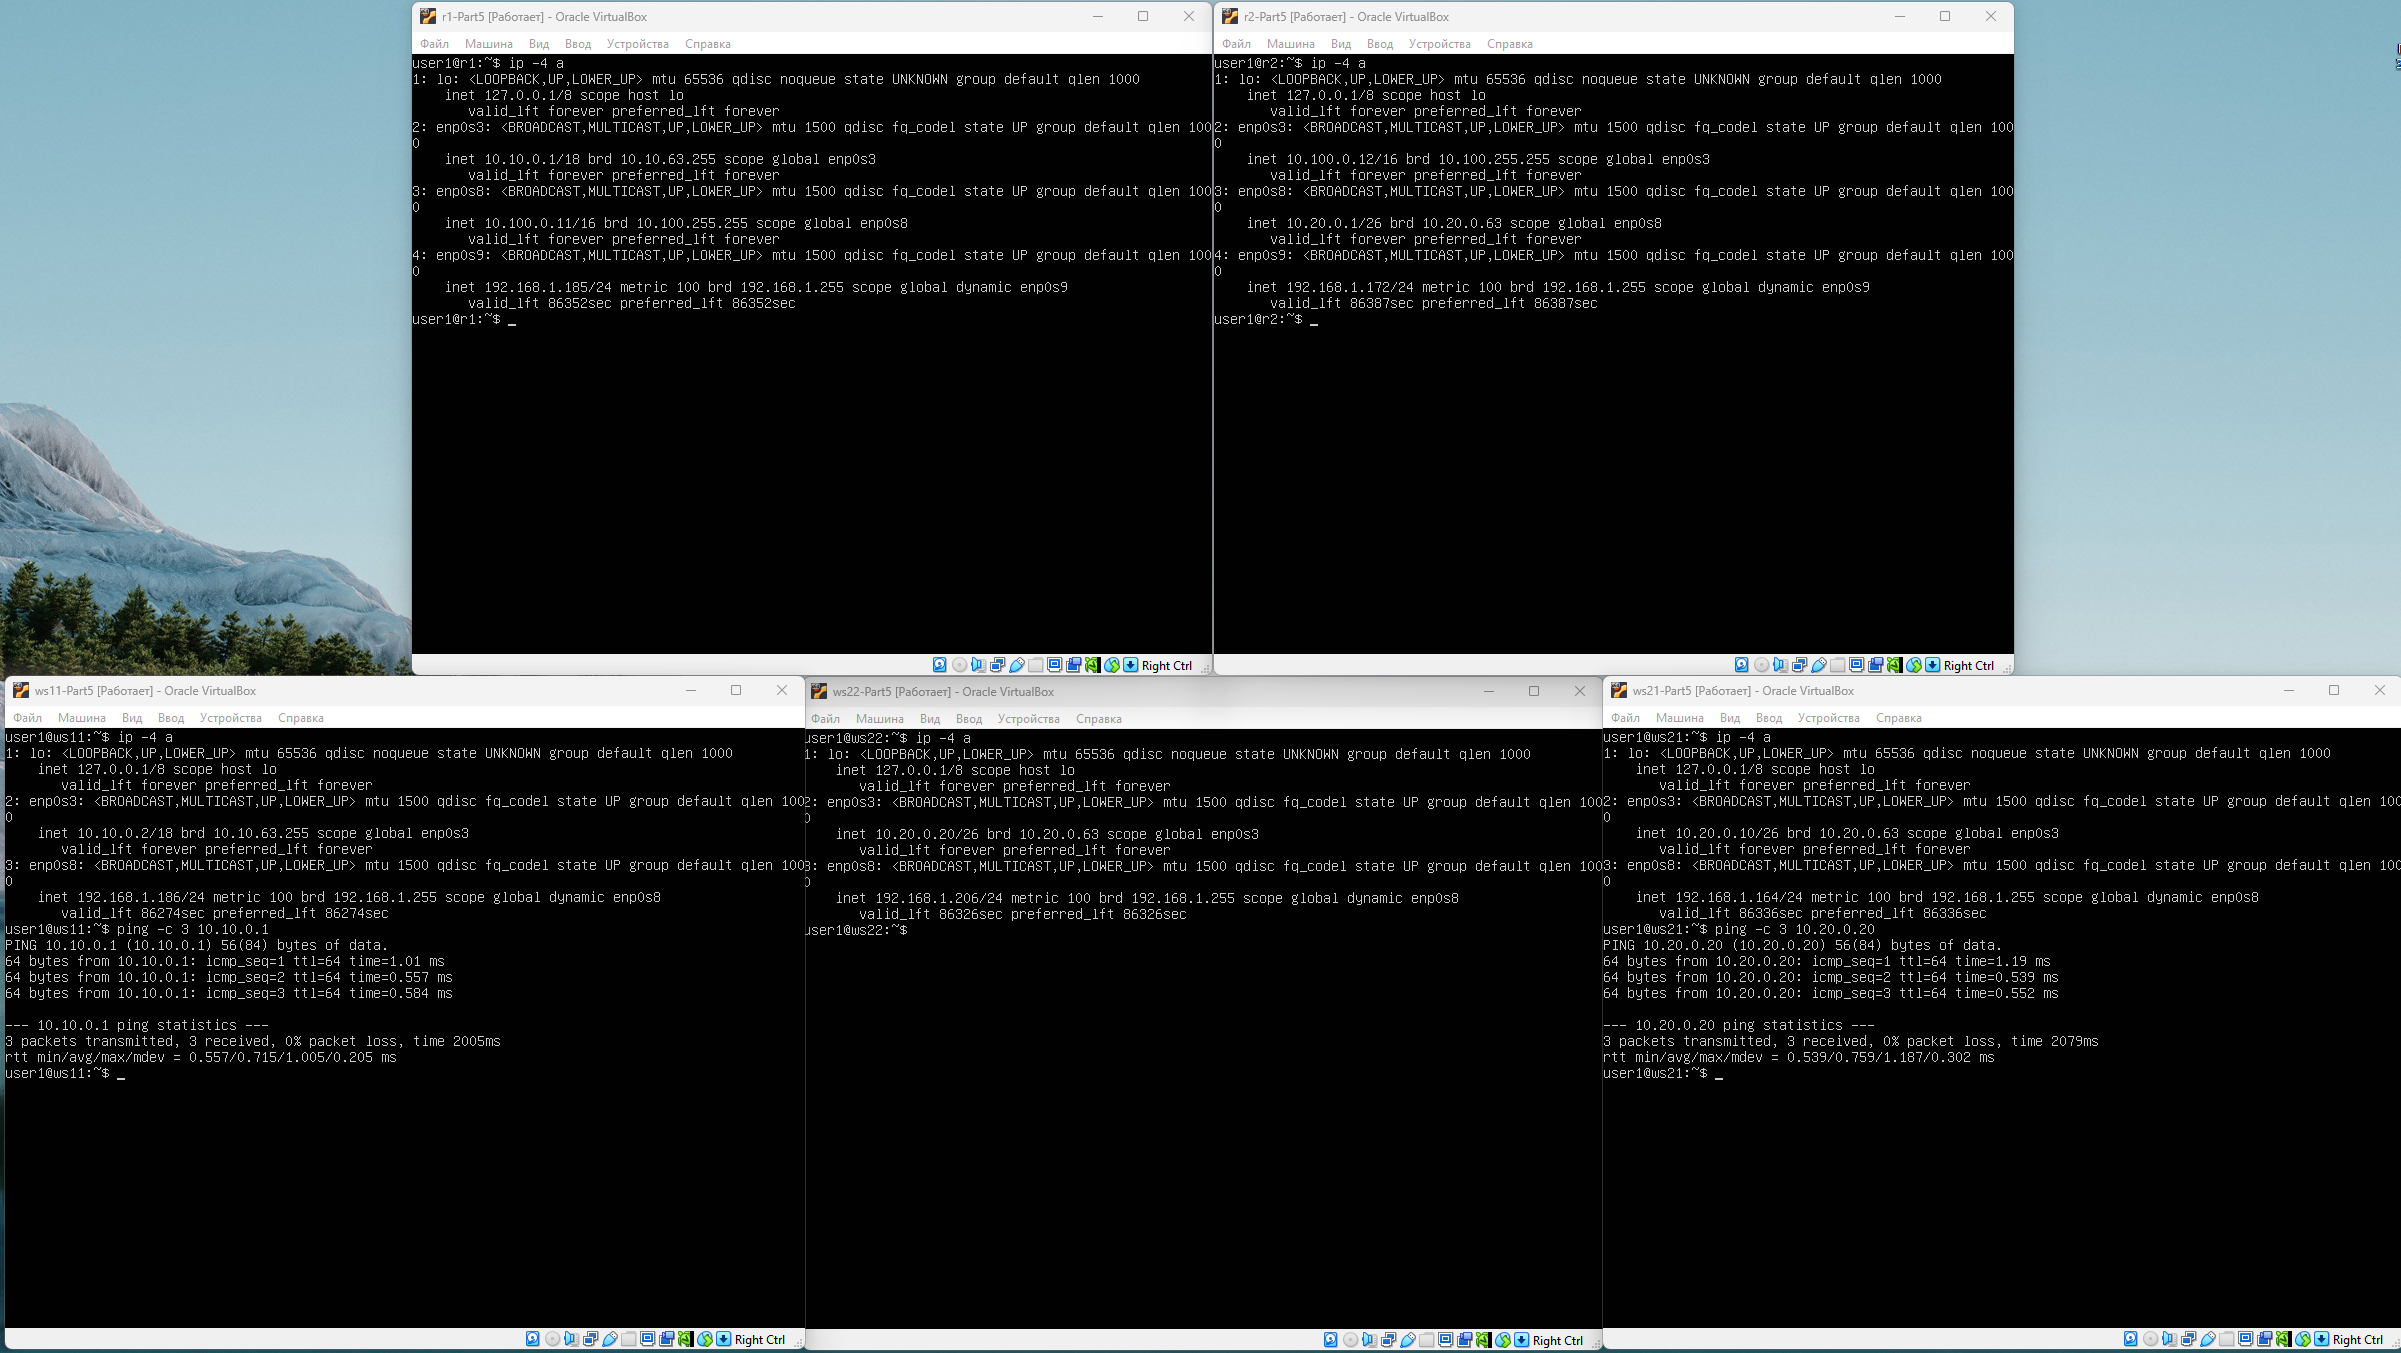 r1-Part5 [Работает] - Oracle VirtualBox
Файл Машина Вид Ввод Устройства Справка
user1@r1:~$ ip -4 a
1: lo: <LOOPBACK,UP,LOWER_UP> mtu 65536 qdisc noqueue state UNKNOWN group default qlen 1000
    inet 127.0.0.1/8 scope host lo
       valid_lft forever preferred_lft forever
2: enp0s3: <BROADCAST,MULTICAST,UP,LOWER_UP> mtu 1500 qdisc fq_codel state UP group default qlen 100
0
    inet 10.10.0.1/18 brd 10.10.63.255 scope global enp0s3
       valid_lft forever preferred_lft forever
3: enp0s8: <BROADCAST,MULTICAST,UP,LOWER_UP> mtu 1500 qdisc fq_codel state UP group default qlen 100
0
    inet 10.100.0.11/16 brd 10.100.255.255 scope global enp0s8
       valid_lft forever preferred_lft forever
4: enp0s9: <BROADCAST,MULTICAST,UP,LOWER_UP> mtu 1500 qdisc fq_codel state UP group default qlen 100
0
    inet 192.168.1.185/24 metric 100 brd 192.168.1.255 scope global dynamic enp0s9
       valid_lft 86352sec preferred_lft 86352sec
user1@r1:~$ _
Right Ctrl
r2-Part5 [Работает] - Oracle VirtualBox
Файл Машина Вид Ввод Устройства Справка
user1@r2:~$ ip -4 a
1: lo: <LOOPBACK,UP,LOWER_UP> mtu 65536 qdisc noqueue state UNKNOWN group default qlen 1000
    inet 127.0.0.1/8 scope host lo
       valid_lft forever preferred_lft forever
2: enp0s3: <BROADCAST,MULTICAST,UP,LOWER_UP> mtu 1500 qdisc fq_codel state UP group default qlen 100
0
    inet 10.100.0.12/16 brd 10.100.255.255 scope global enp0s3
       valid_lft forever preferred_lft forever
3: enp0s8: <BROADCAST,MULTICAST,UP,LOWER_UP> mtu 1500 qdisc fq_codel state UP group default qlen 100
0
    inet 10.20.0.1/26 brd 10.20.0.63 scope global enp0s8
       valid_lft forever preferred_lft forever
4: enp0s9: <BROADCAST,MULTICAST,UP,LOWER_UP> mtu 1500 qdisc fq_codel state UP group default qlen 100
0
    inet 192.168.1.172/24 metric 100 brd 192.168.1.255 scope global dynamic enp0s9
       valid_lft 86387sec preferred_lft 86387sec
user1@r2:~$ _
Right Ctrl
ws11-Part5 [Работает] - Oracle VirtualBox
Файл Машина Вид Ввод Устройства Справка
user1@ws11:~$ ip -4 a
1: lo: <LOOPBACK,UP,LOWER_UP> mtu 65536 qdisc noqueue state UNKNOWN group default qlen 1000
    inet 127.0.0.1/8 scope host lo
       valid_lft forever preferred_lft forever
2: enp0s3: <BROADCAST,MULTICAST,UP,LOWER_UP> mtu 1500 qdisc fq_codel state UP group default qlen 100
0
    inet 10.10.0.2/18 brd 10.10.63.255 scope global enp0s3
       valid_lft forever preferred_lft forever
3: enp0s8: <BROADCAST,MULTICAST,UP,LOWER_UP> mtu 1500 qdisc fq_codel state UP group default qlen 100
0
    inet 192.168.1.186/24 metric 100 brd 192.168.1.255 scope global dynamic enp0s8
       valid_lft 86274sec preferred_lft 86274sec
user1@ws11:~$ ping -c 3 10.10.0.1
PING 10.10.0.1 (10.10.0.1) 56(84) bytes of data.
64 bytes from 10.10.0.1: icmp_seq=1 ttl=64 time=1.01 ms
64 bytes from 10.10.0.1: icmp_seq=2 ttl=64 time=0.557 ms
64 bytes from 10.10.0.1: icmp_seq=3 ttl=64 time=0.584 ms
--- 10.10.0.1 ping statistics ---
3 packets transmitted, 3 received, 0% packet loss, time 2005ms
rtt min/avg/max/mdev = 0.557/0.715/1.005/0.205 ms
user1@ws11:~$ _
Right Ctrl
ws22-Part5 [Работает] - Oracle VirtualBox
Файл Машина Вид Ввод Устройства Справка
user1@ws22:~$ ip -4 a
1: lo: <LOOPBACK,UP,LOWER_UP> mtu 65536 qdisc noqueue state UNKNOWN group default qlen 1000
    inet 127.0.0.1/8 scope host lo
       valid_lft forever preferred_lft forever
2: enp0s3: <BROADCAST,MULTICAST,UP,LOWER_UP> mtu 1500 qdisc fq_codel state UP group default qlen 100
0
    inet 10.20.0.20/26 brd 10.20.0.63 scope global enp0s3
       valid_lft forever preferred_lft forever
3: enp0s8: <BROADCAST,MULTICAST,UP,LOWER_UP> mtu 1500 qdisc fq_codel state UP group default qlen 100
0
    inet 192.168.1.206/24 metric 100 brd 192.168.1.255 scope global dynamic enp0s8
       valid_lft 86326sec preferred_lft 86326sec
user1@ws22:~$
Right Ctrl
ws21-Part5 [Работает] - Oracle VirtualBox
Файл Машина Вид Ввод Устройства Справка
user1@ws21:~$ ip -4 a
1: lo: <LOOPBACK,UP,LOWER_UP> mtu 65536 qdisc noqueue state UNKNOWN group default qlen 1000
    inet 127.0.0.1/8 scope host lo
       valid_lft forever preferred_lft forever
2: enp0s3: <BROADCAST,MULTICAST,UP,LOWER_UP> mtu 1500 qdisc fq_codel state UP group default qlen 100
0
    inet 10.20.0.10/26 brd 10.20.0.63 scope global enp0s3
       valid_lft forever preferred_lft forever
3: enp0s8: <BROADCAST,MULTICAST,UP,LOWER_UP> mtu 1500 qdisc fq_codel state UP group default qlen 100
0
    inet 192.168.1.164/24 metric 100 brd 192.168.1.255 scope global dynamic enp0s8
       valid_lft 86336sec preferred_lft 86336sec
user1@ws21:~$ ping -c 3 10.20.0.20
PING 10.20.0.20 (10.20.0.20) 56(84) bytes of data.
64 bytes from 10.20.0.20: icmp_seq=1 ttl=64 time=1.19 ms
64 bytes from 10.20.0.20: icmp_seq=2 ttl=64 time=0.539 ms
64 bytes from 10.20.0.20: icmp_seq=3 ttl=64 time=0.552 ms
--- 10.20.0.20 ping statistics ---
3 packets transmitted, 3 received, 0% packet loss, time 2079ms
rtt min/avg/max/mdev = 0.539/0.759/1.187/0.302 ms
user1@ws21:~$ _
Right Ctrl